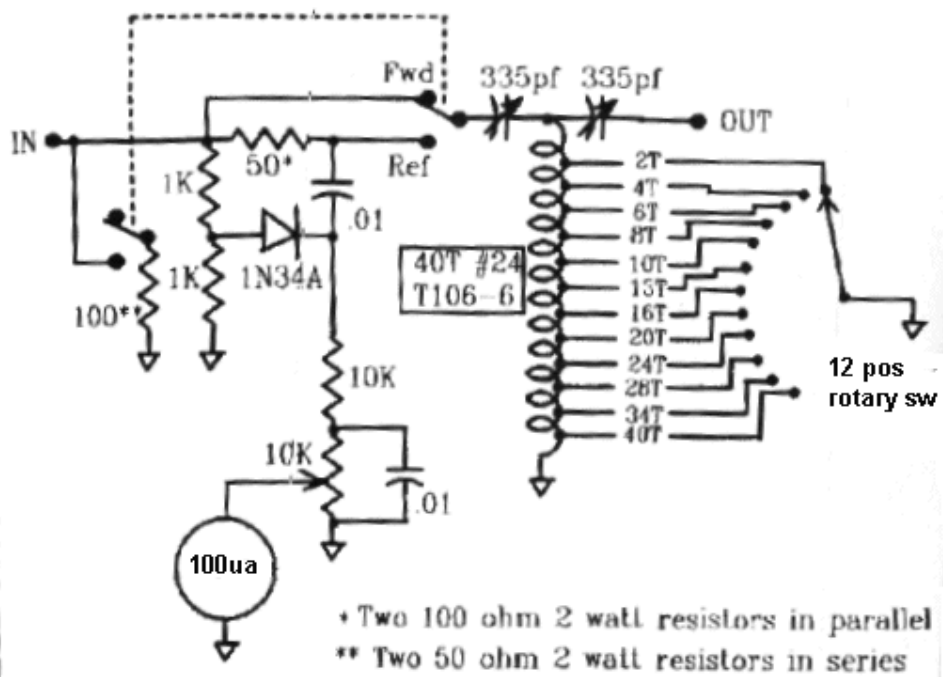 Fwd
335pf 335pf
IN
OUT
50*
Ref
1K
.01
1K
1N34A
100**
40T #24
T106-6
2T
4T
6T
8T
10T
15T
16T
20T
24T
28T
34T
40T
12 pos
rotary sw
10K
10K
.01
100ua
* Two 100 ohm 2 watt resistors in parallel
** Two 50 ohm 2 watt resistors in series